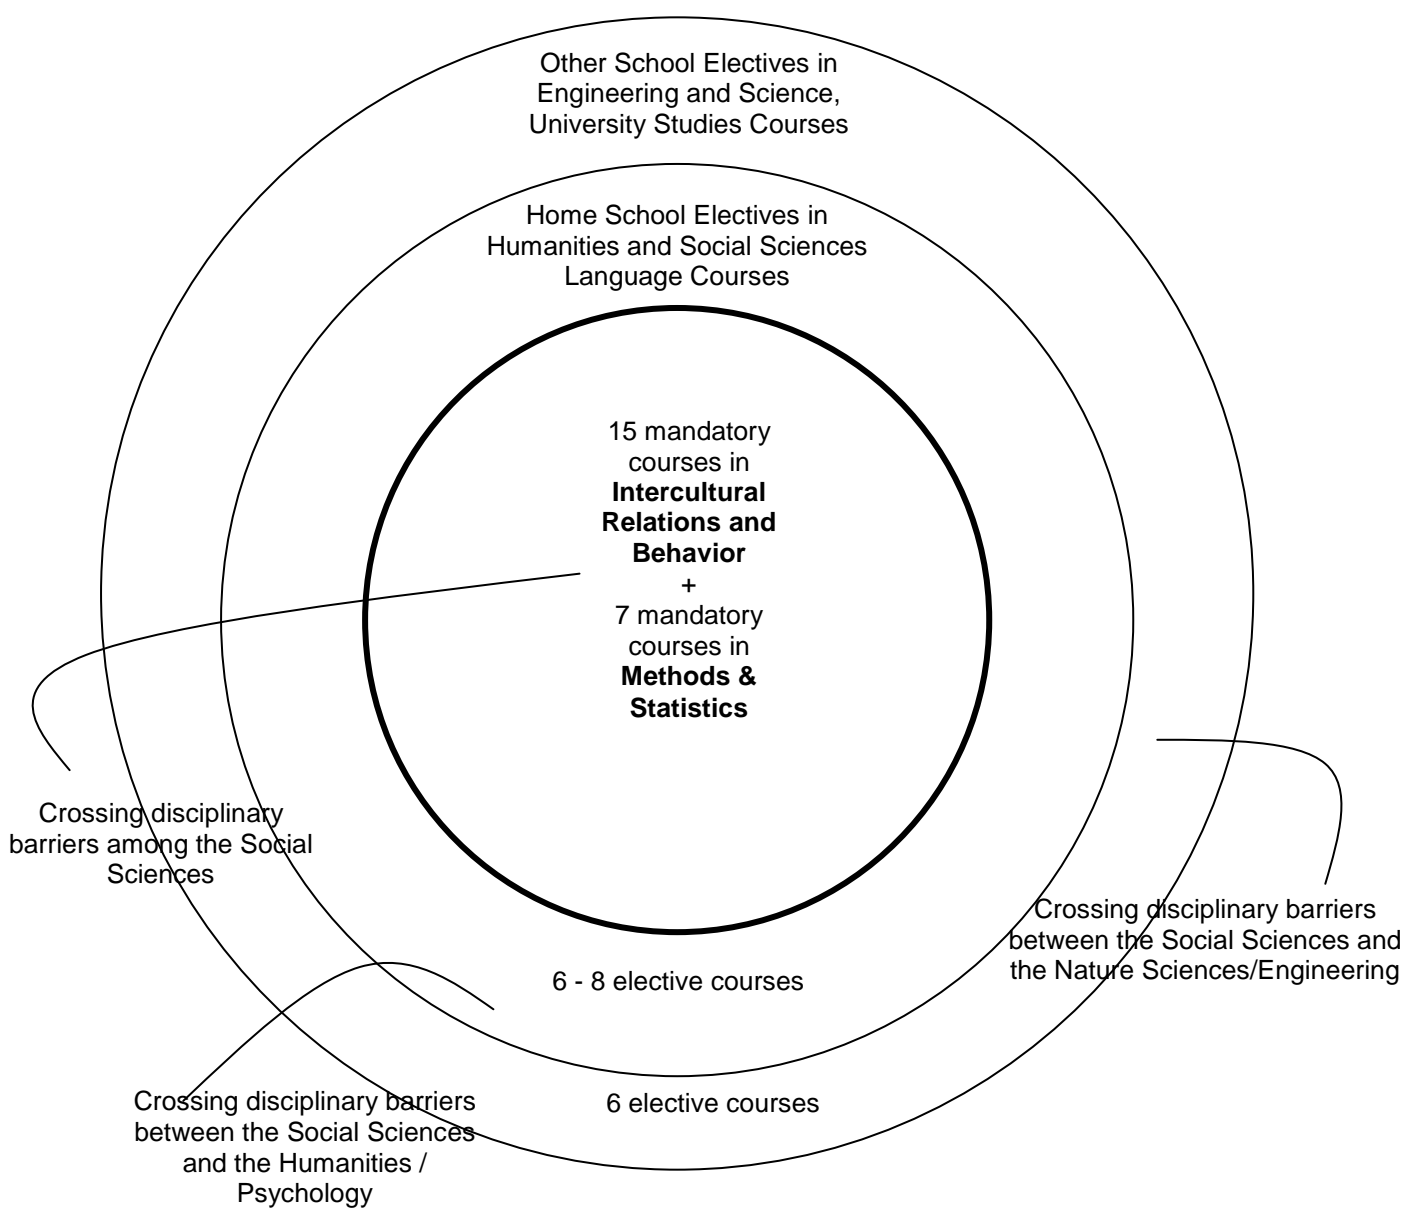 Other School Electives in
Engineering and Science,
University Studies Courses
Home School Electives in
Humanities and Social Sciences
Language Courses
15 mandatory
courses in
Intercultural
Relations and
Behavior
+
7 mandatory
courses in
Methods &
Statistics
Crossing disciplinary
barriers among the Social
Sciences
Crossing disciplinary barriers
between the Social Sciences and
the Nature Sciences/Engineering
6 - 8 elective courses
Crossing disciplinary barriers
between the Social Sciences
and the Humanities /
Psychology
6 elective courses